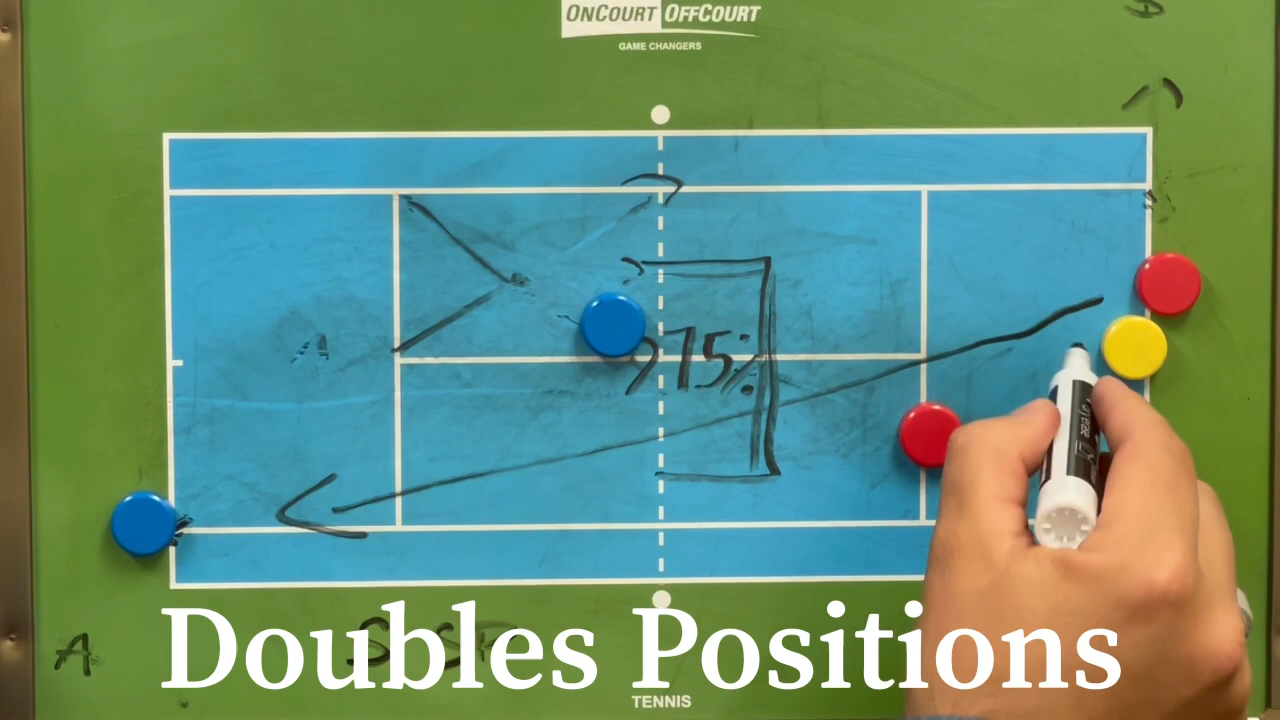 ONCOURT OFFCOURT
GAME CHANGERS
A
75%
A
Doubles Positions
TENNIS